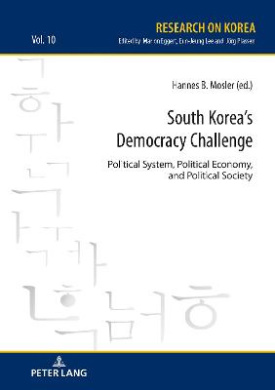 RESEARCH ON KOREA
Vol. 10
Edited by Marion Eggert, Eun-Jeung Lee and Jörg Plassen
Hannes B. Mosler (ed.)
South Korea's
Democracy Challenge
Political System, Political Economy,
and Political Society
PETER LANG